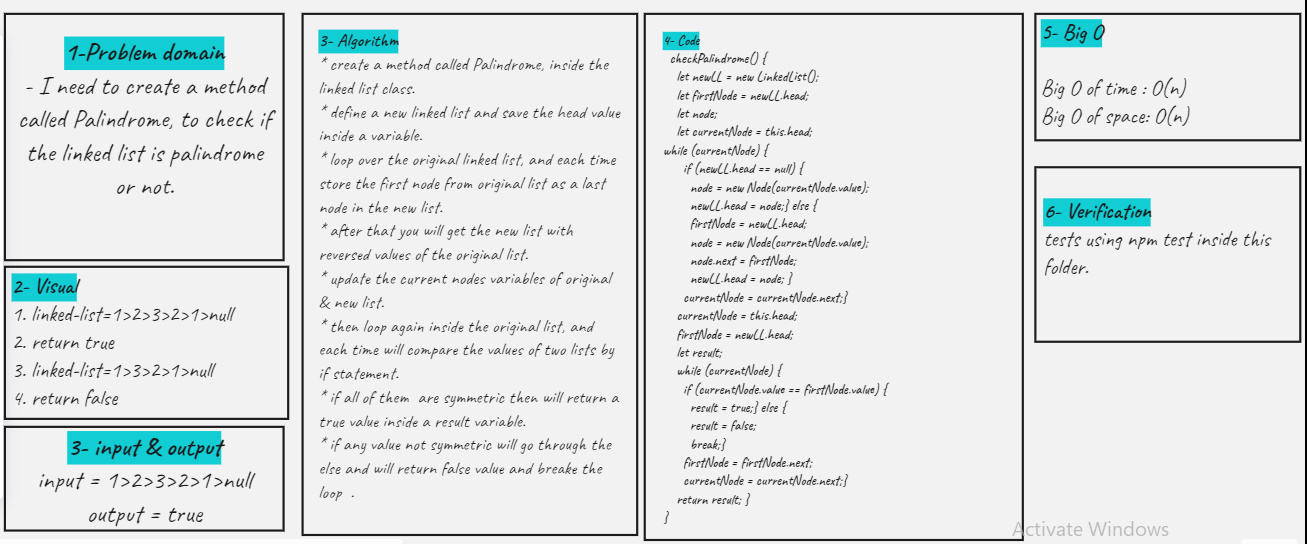 1-Problem domain
- I need to create a method
called Palindrome, to check if
the linked list is palindrome
or not.
2- Visual
1. linked-list=1>2>3>2>1>null
2. return true
3. linked-list=1>3>2>1>null
4. return false
3- input & output
input = 1>2>3>2>1>null
output = true
3- Algorithm
* create a method called Palindrome, inside the
linked list class.
* define a new linked list and save the head value
inside a variable.
* loop over the original linked list, and each time
store the first node from original list as a last
node in the new list.
* after that you will get the new list with
reversed values of the original list.
* update the current nodes variables of original
& new list.
* then loop again inside the original list, and
each time will compare the values of two lists by
if statement.
* if all of them are symmetric then will return a
true value inside a result variable.
* if any value not symmetric will go through the
else and will return false value and breake the
loop .
4- Code
checkPalindrome() {
let newLL = new LinkedList();
let firstNode = newLL.head;
let node;
let currentNode = this.head;
while (currentNode) {
if (newLL.head == null) {
node = new Node(currentNode.value);
newLL.head = node;} else {
firstNode = newLL.head;
node = new Node(currentNode.value);
node.next = firstNode;
newLL.head = node; }
currentNode = currentNode.next;}
currentNode = this.head;
firstNode = newLL.head;
let result;
while (currentNode) {
if (currentNode.value == firstNode.value) {
result = true;} else {
result = false;
break;}
firstNode = firstNode.next;
currentNode = currentNode.next;}
return result; }
}
5- Big O
Big O of time : O(n)
Big O of space: O(n)
6- Verification
tests using npm test inside this
folder.
Activate Windows